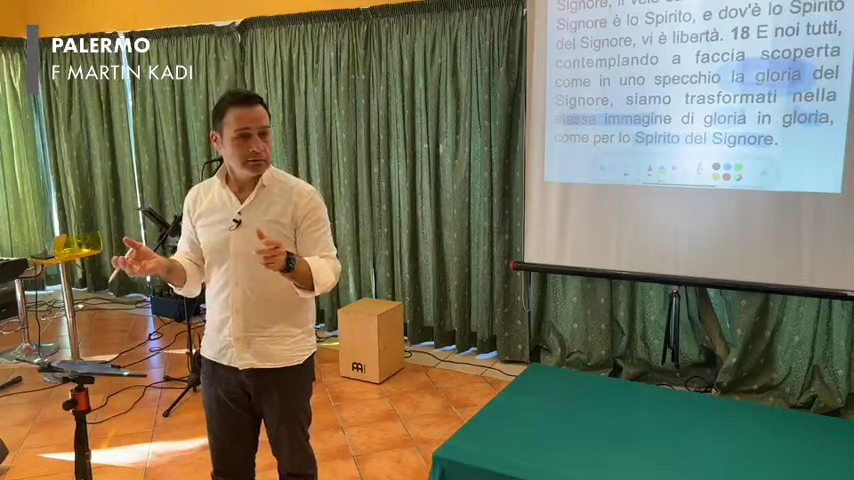 PALERMO
F MARTIN KADI
Signore, il velo
Signore è lo Spirito, e dov'è lo Spirito
del Signore, vi è libertà. 18 E noi tutti,
contemplando a faccia scoperta
come in uno specchio la gloria del
Signore, siamo trasformati nella
stessa immagine di gloria in gloria,
come per lo Spirito del Signore.